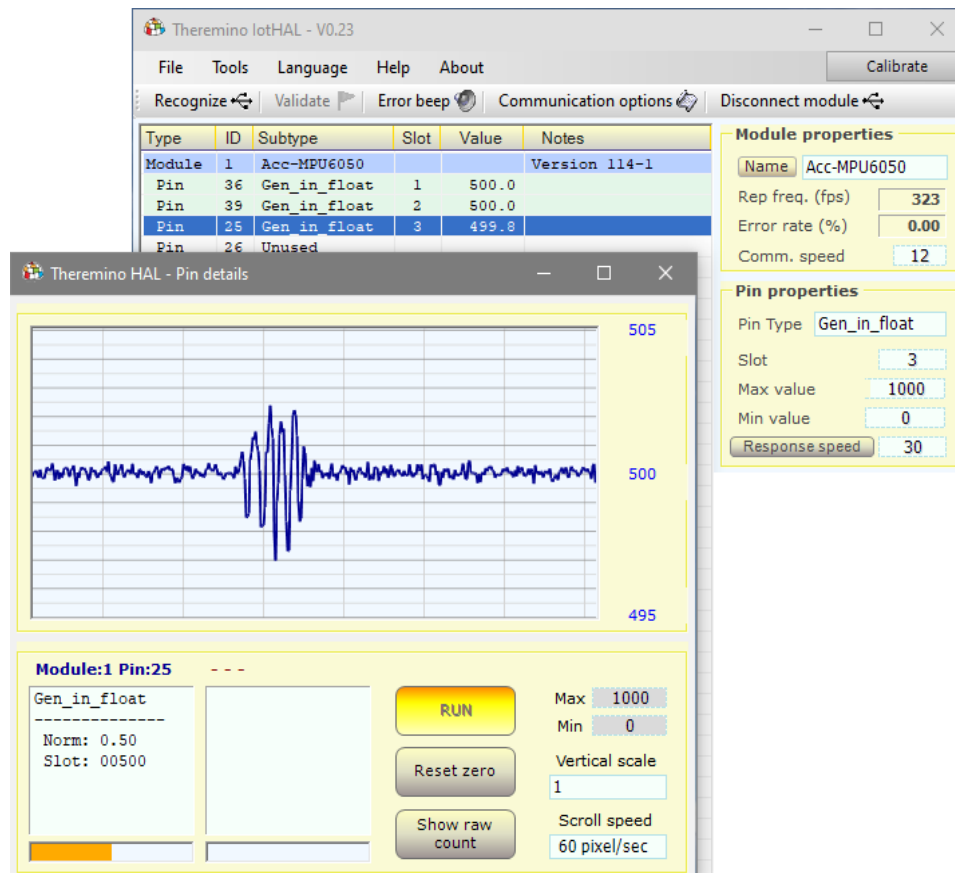 Theremino IotHAL - V0.23
File Tools Language Help About Calibrate
Recognize Validate Error beep Communication options Disconnect module
Type ID Subtype Slot Value Notes
Module 1 Acc-MPU6050 Version 114-1
Pin 36 Gen_in_float 1 500.0
Pin 39 Gen_in_float 2 500.0
Pin 25 Gen_in_float 3 499.8
Pin 26 Unused
Module properties
Name Acc-MPU6050
Rep freq. (fps) 323
Error rate (%) 0.00
Comm. speed 12
Pin properties
Pin Type Gen_in_float
Slot 3
Max value 1000
Min value 0
Response speed 30
Theremino HAL - Pin details
505
500
495
Module:1 Pin:25 - - -
Gen_in_float
--------------
Norm: 0.50
Slot: 00500
RUN
Reset zero
Show raw
count
Max 1000
Min 0
Vertical scale
1
Scroll speed
60 pixel/sec